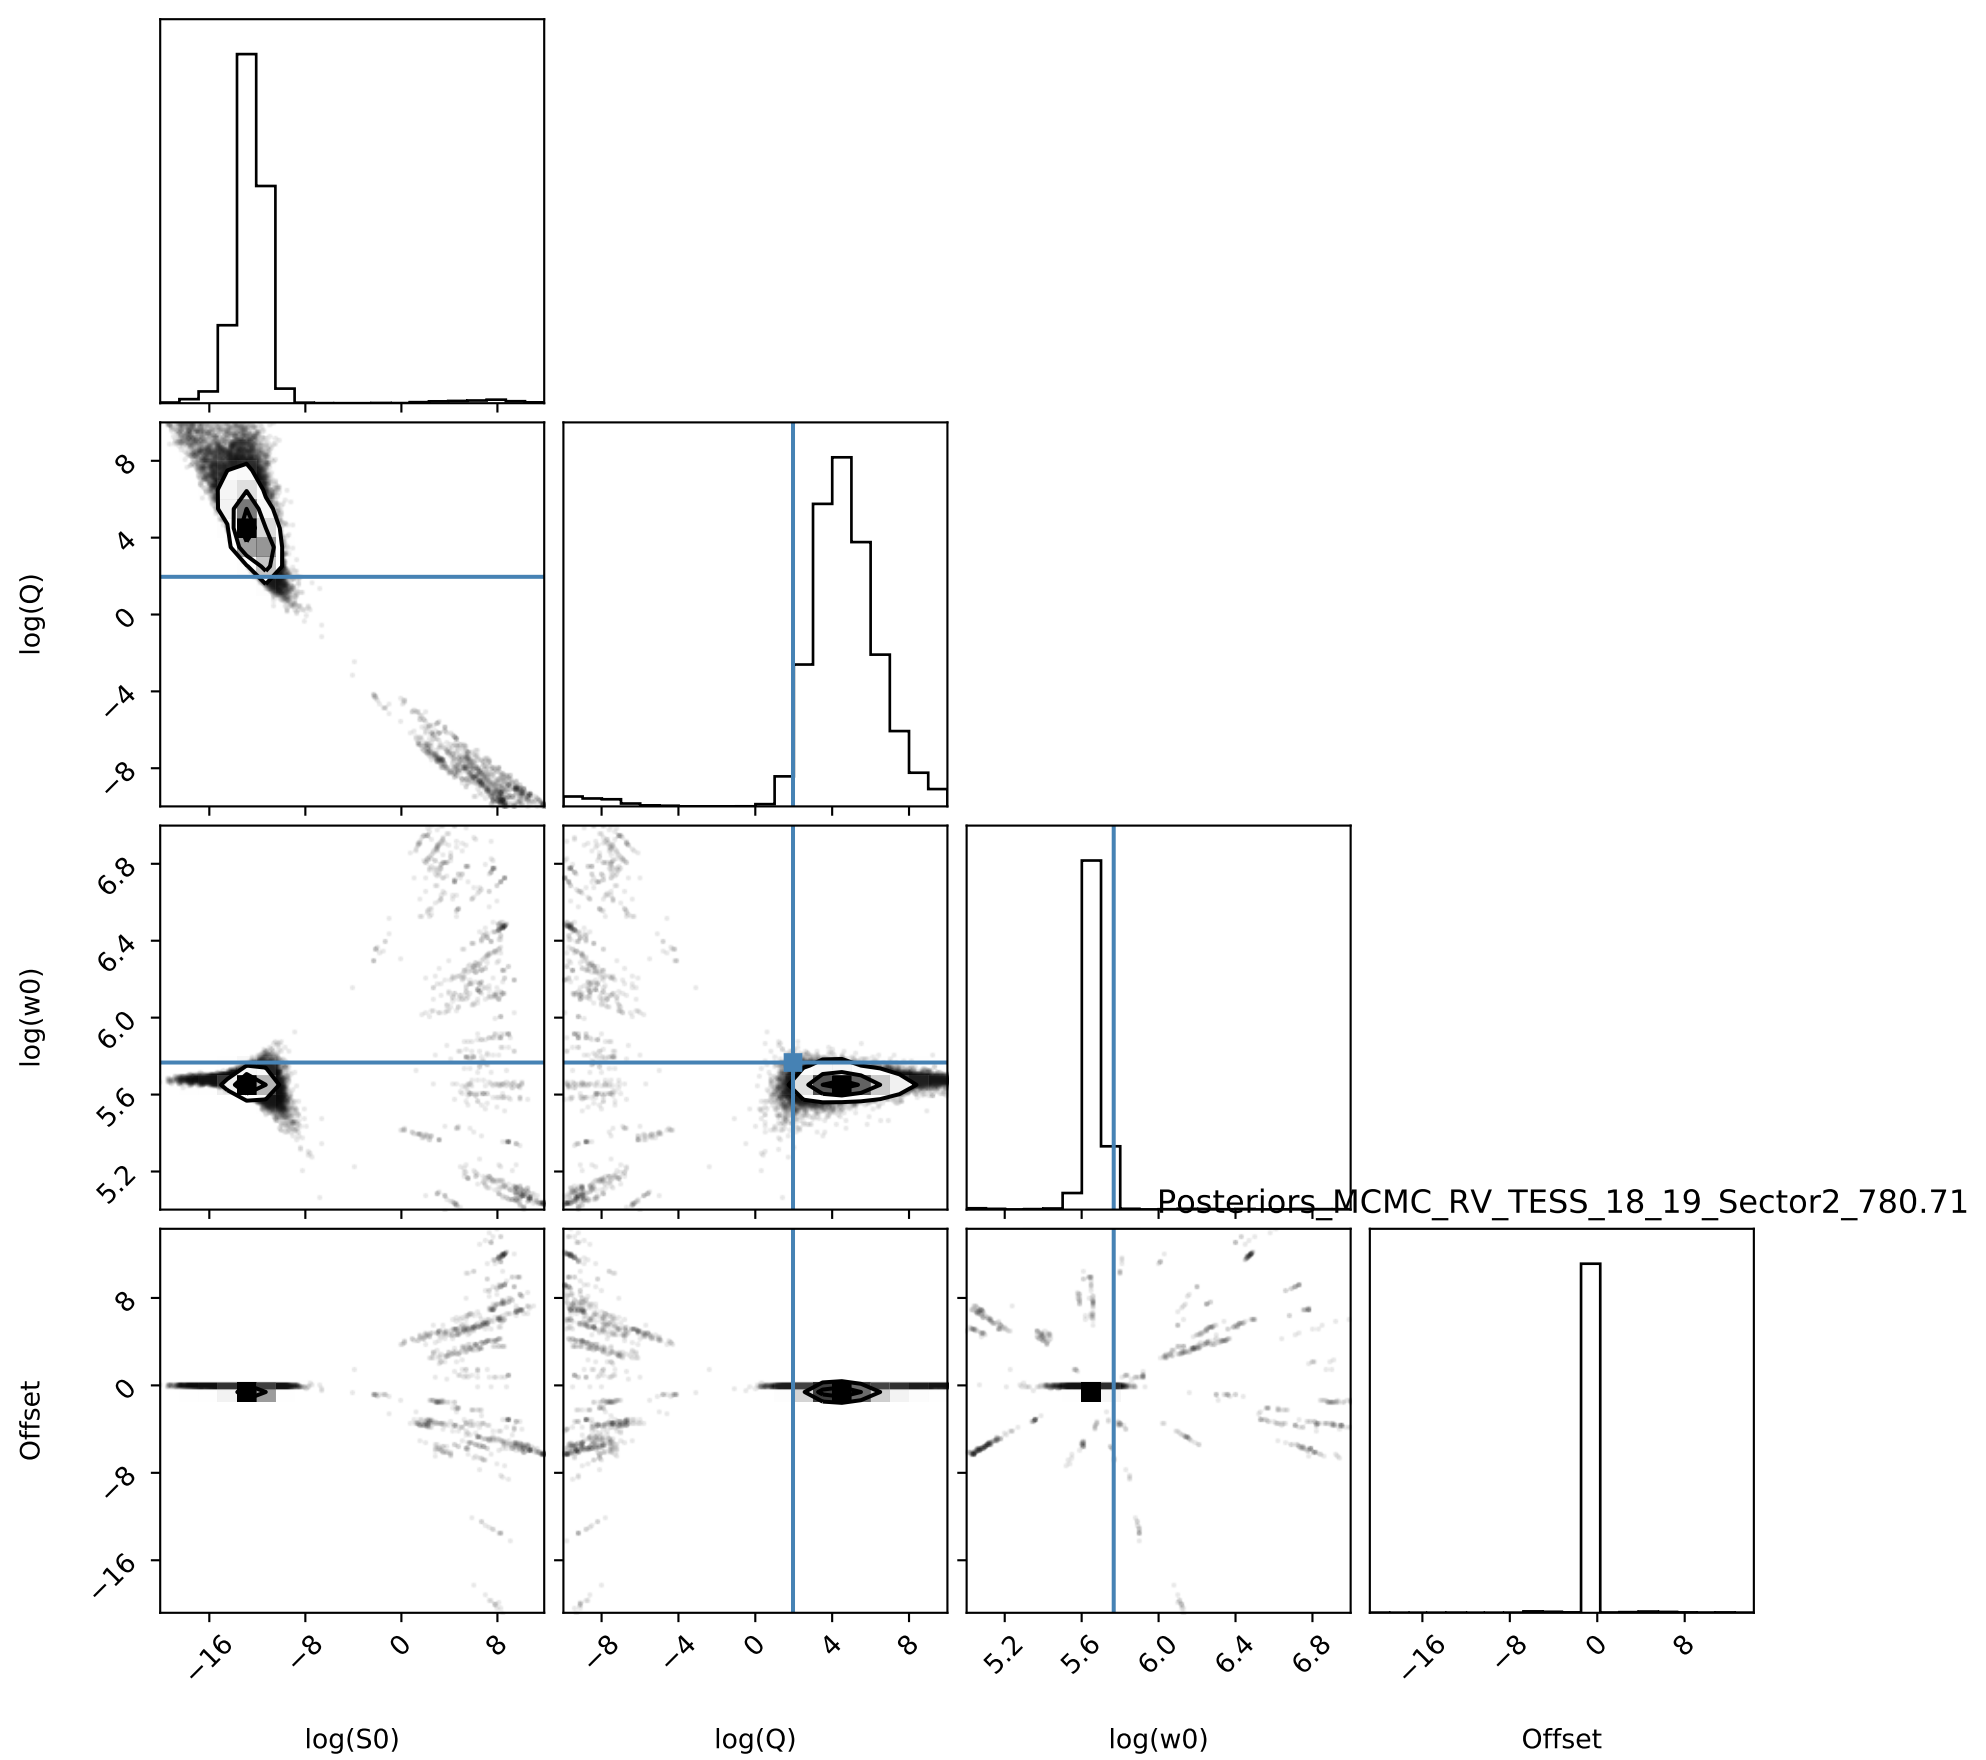 8
4
0
−4
−8
log(Q)
6.8
6.4
6.0
5.6
5.2
log(w0)
Posteriors_MCMC_RV_TESS_18_19_Sector2_780.71
8
0
−8
−16
Offset
−16 −8 0 8
−8 −4 0 4 8
5.2 5.6 6.0 6.4 6.8
−16 −8 0 8
log(S0) log(Q) log(w0) Offset